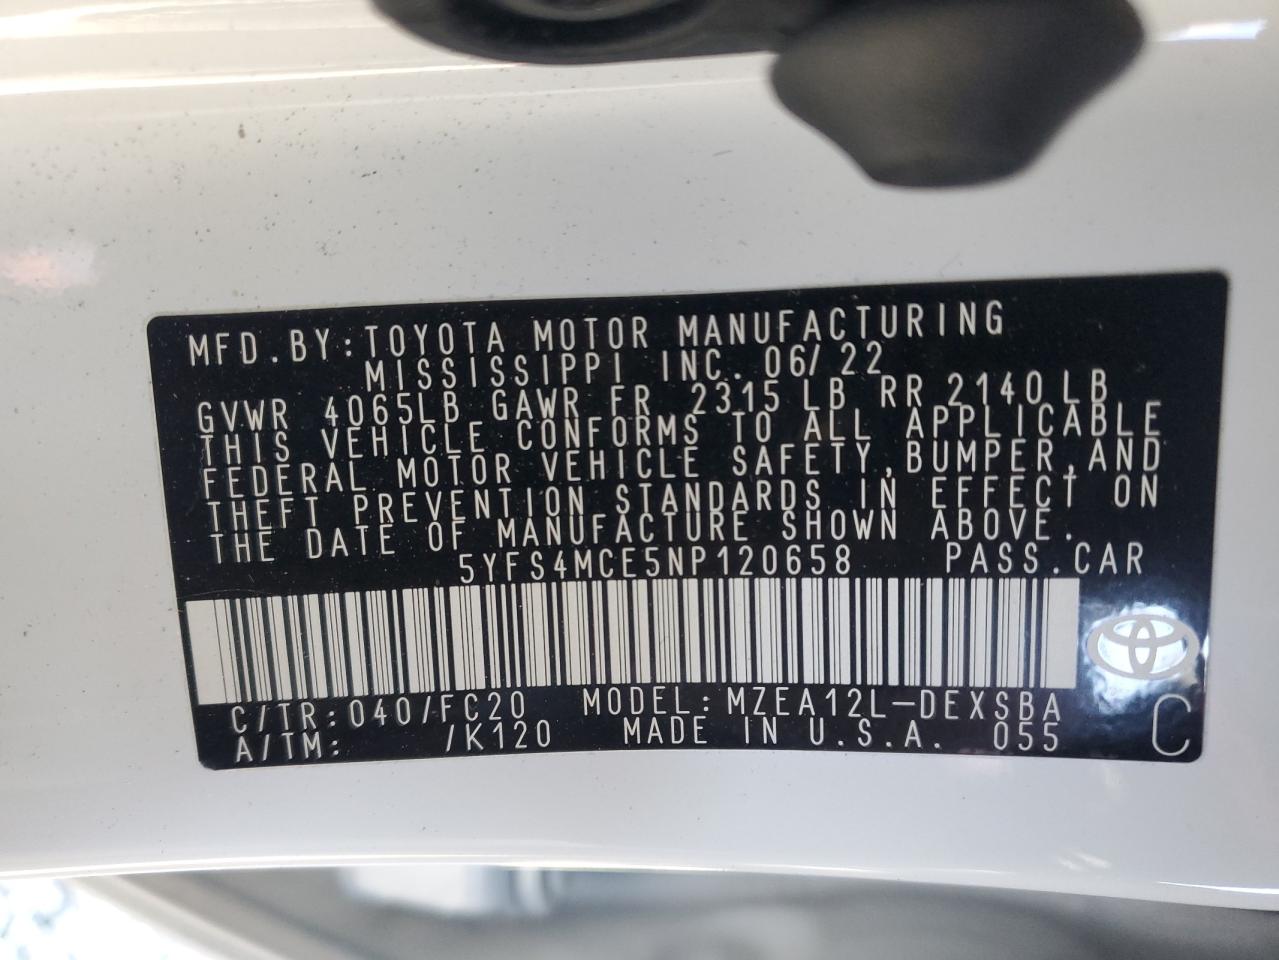 MFD.BY:TOYOTA MOTOR MANUFACTURING
MISSISSIPPI INC. 06/22
GVWR 4065LB GAWR FR 2315 LB RR 2140LB
THIS VEHICLE CONFORMS TO ALL APPLICABLE
FEDERAL MOTOR VEHICLE SAFETY,BUMPER,AND
THEFT PREVENTION STANDARDS IN EFFECT ON
THE DATE OF MANUFACTURE SHOWN ABOVE.
5YFS4MCE5NP120658 PASS.CAR
C/TR:040/FC20 MODEL:MZEA12L-DEXSBA
A/TM: /K120 MADE IN U.S.A. 055 C